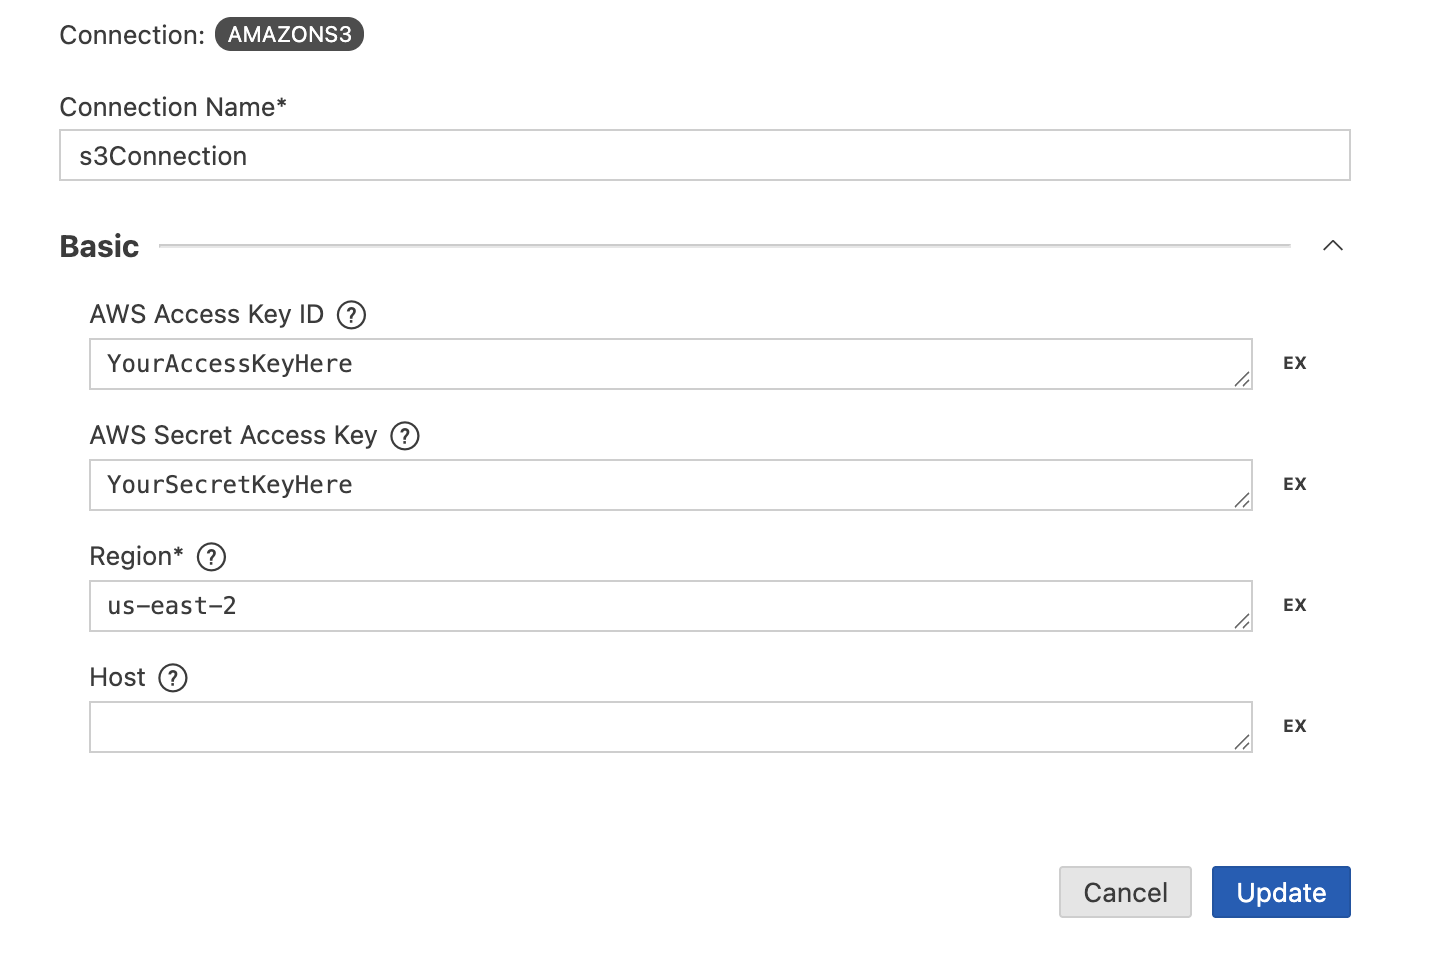 Connection: AMAZONS3
Connection Name*
s3Connection
Basic
AWS Access Key ID ?
YourAccessKeyHere EX
AWS Secret Access Key ?
YourSecretKeyHere EX
Region* ?
us-east-2 EX
Host ?
EX
Cancel Update